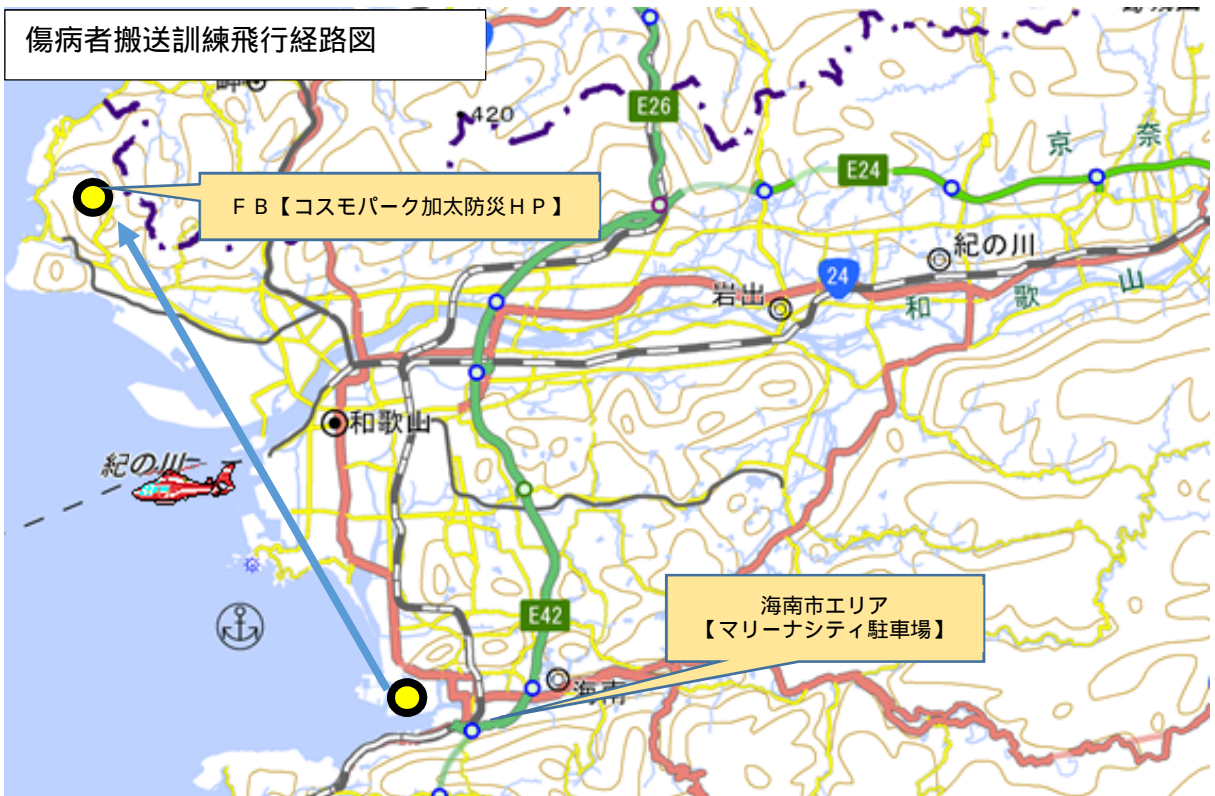 傷病者搬送訓練飛行経路図
岬
420
E26
京
奈
E24
ＦＢ【コスモパーク加太防災ＨＰ】
紀の川
24
岩出
和
歌
山
和歌山
紀の川
海南市エリア
【マリーナシティ駐車場】
E42
海南